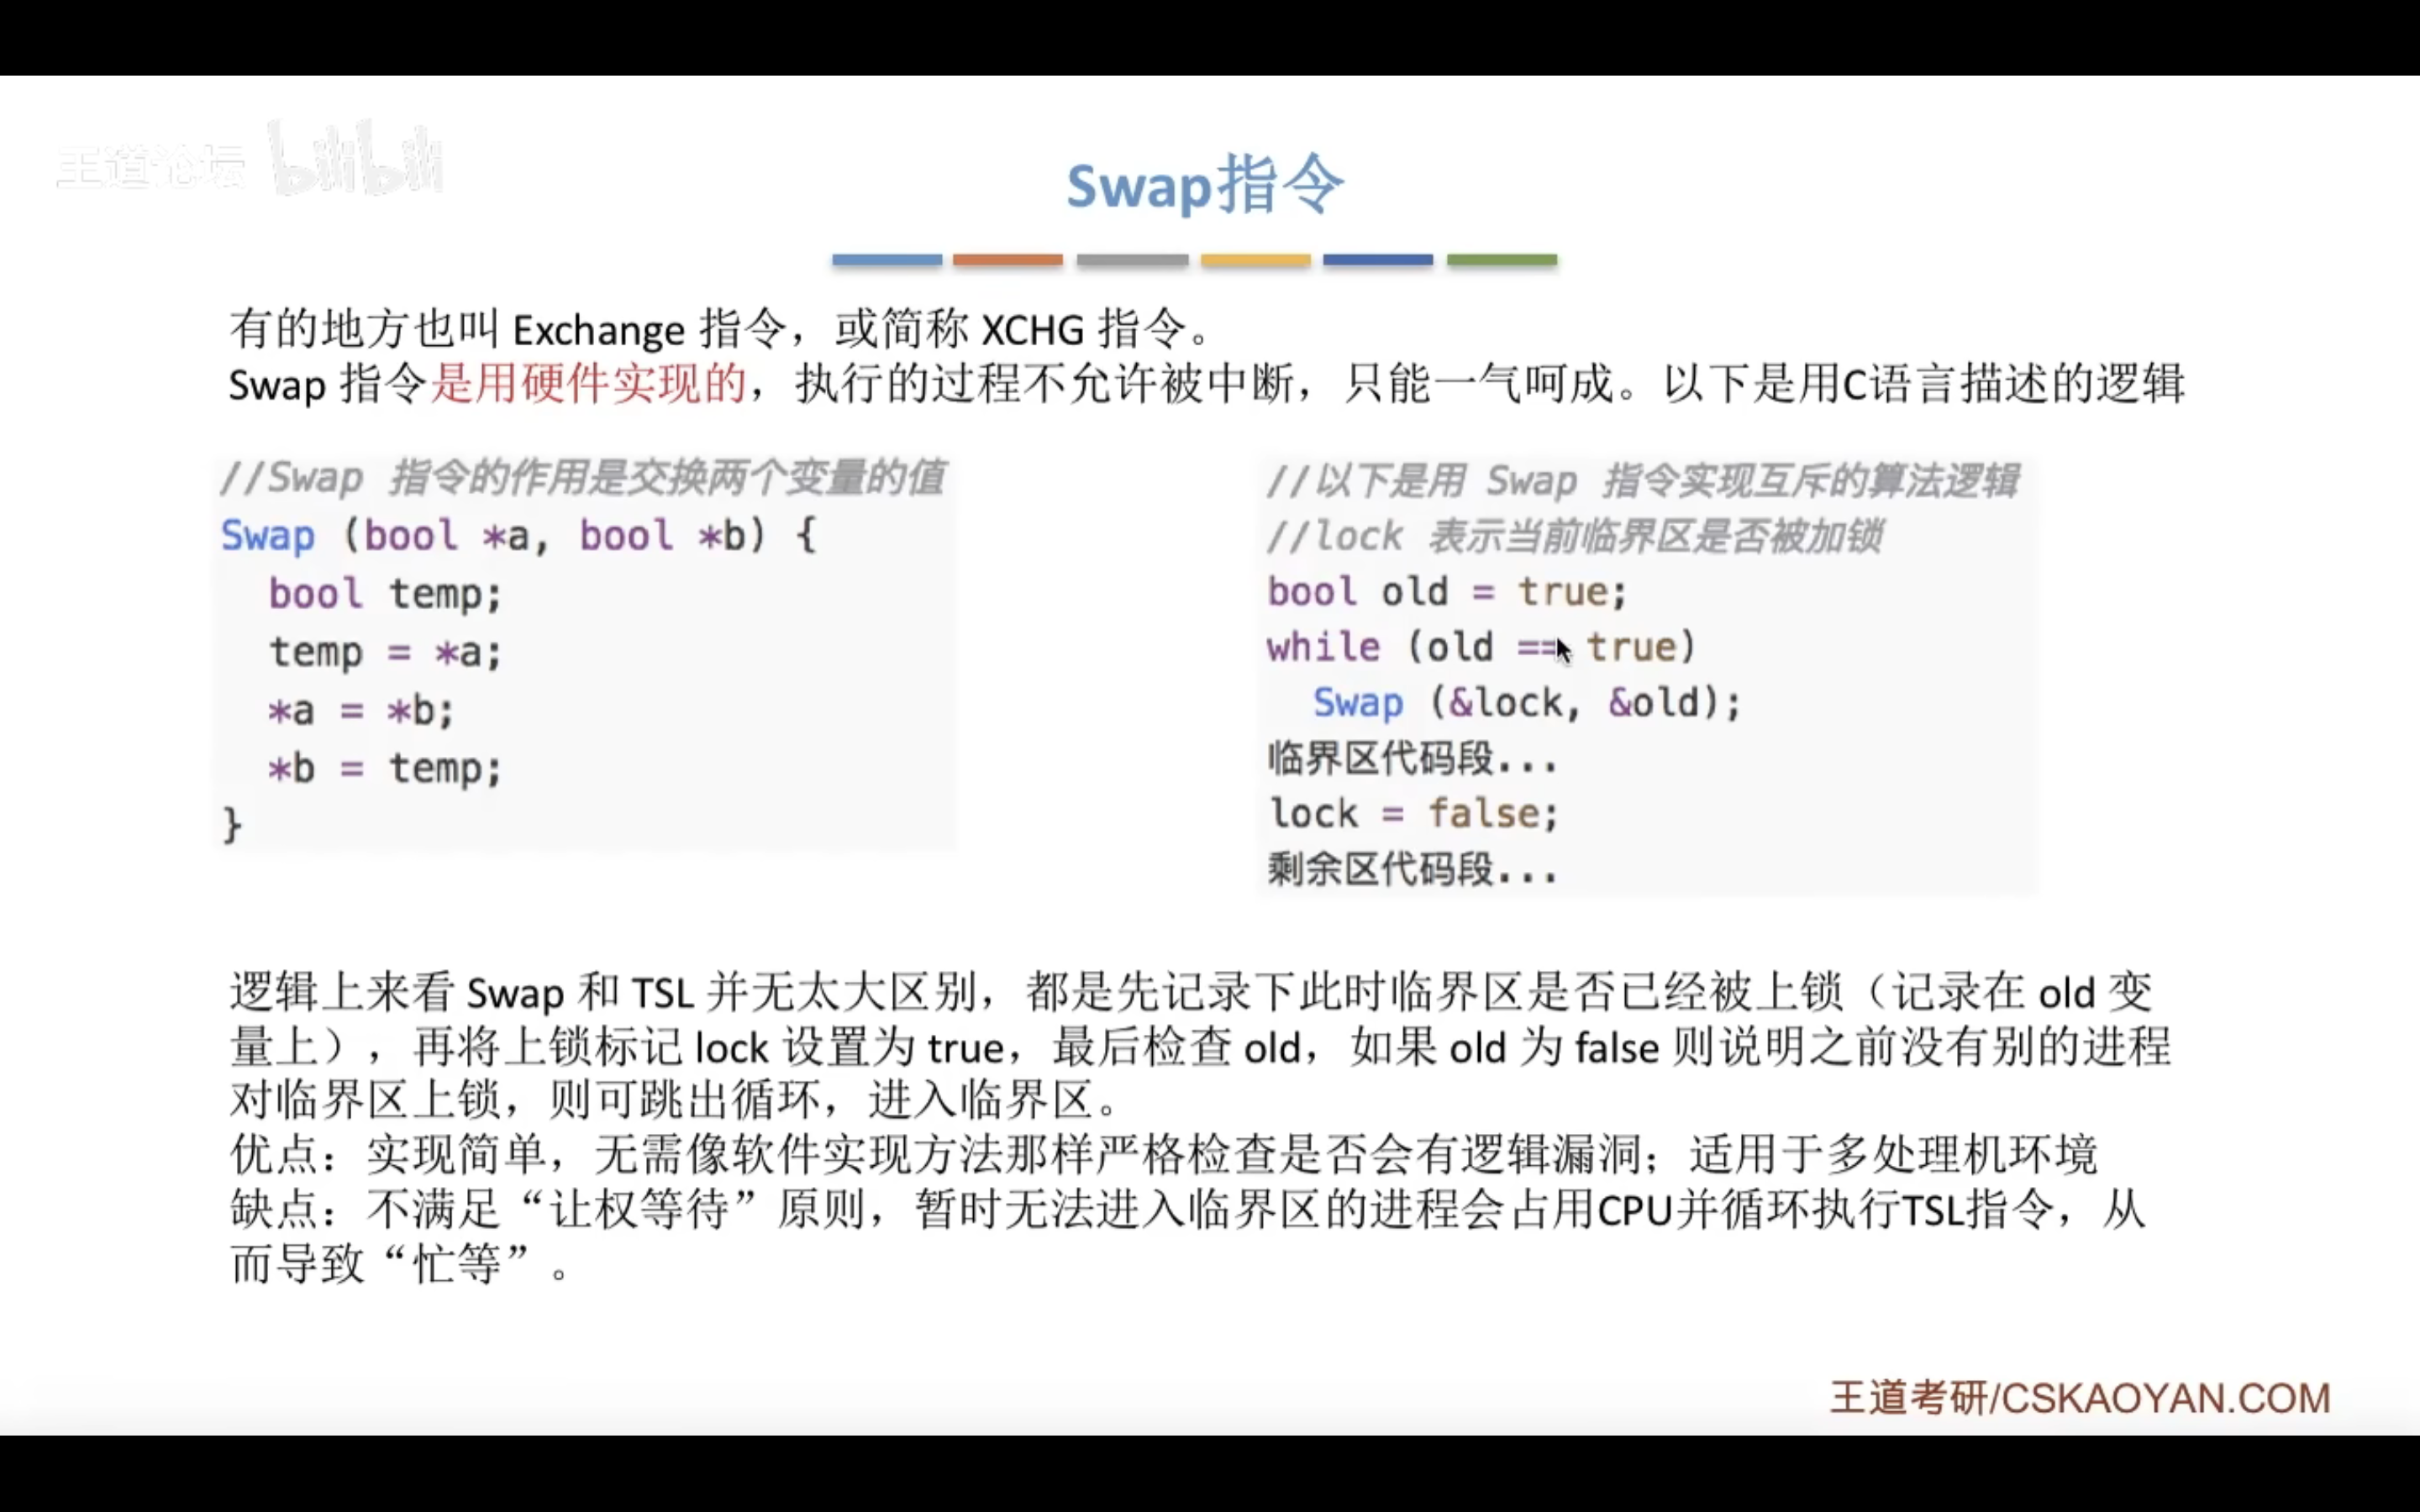 王道论坛 bilibili
Swap指令
有的地方也叫 Exchange 指令，或简称 XCHG 指令。
Swap 指令是用硬件实现的，执行的过程不允许被中断，只能一气呵成。以下是用C语言描述的逻辑
//Swap 指令的作用是交换两个变量的值
Swap (bool *a, bool *b) {
  bool temp;
  temp = *a;
  *a = *b;
  *b = temp;
}
//以下是用 Swap 指令实现互斥的算法逻辑
//lock 表示当前临界区是否被加锁
bool old = true;
while (old == true)
  Swap (&lock, &old);
临界区代码段...
lock = false;
剩余区代码段...
逻辑上来看 Swap 和 TSL 并无太大区别，都是先记录下此时临界区是否已经被上锁（记录在 old 变
量上），再将上锁标记 lock 设置为 true，最后检查 old，如果 old 为 false 则说明之前没有别的进程
对临界区上锁，则可跳出循环，进入临界区。
优点：实现简单，无需像软件实现方法那样严格检查是否会有逻辑漏洞；适用于多处理机环境
缺点：不满足“让权等待”原则，暂时无法进入临界区的进程会占用CPU并循环执行TSL指令，从
而导致“忙等”。
王道考研/CSKAOYAN.COM